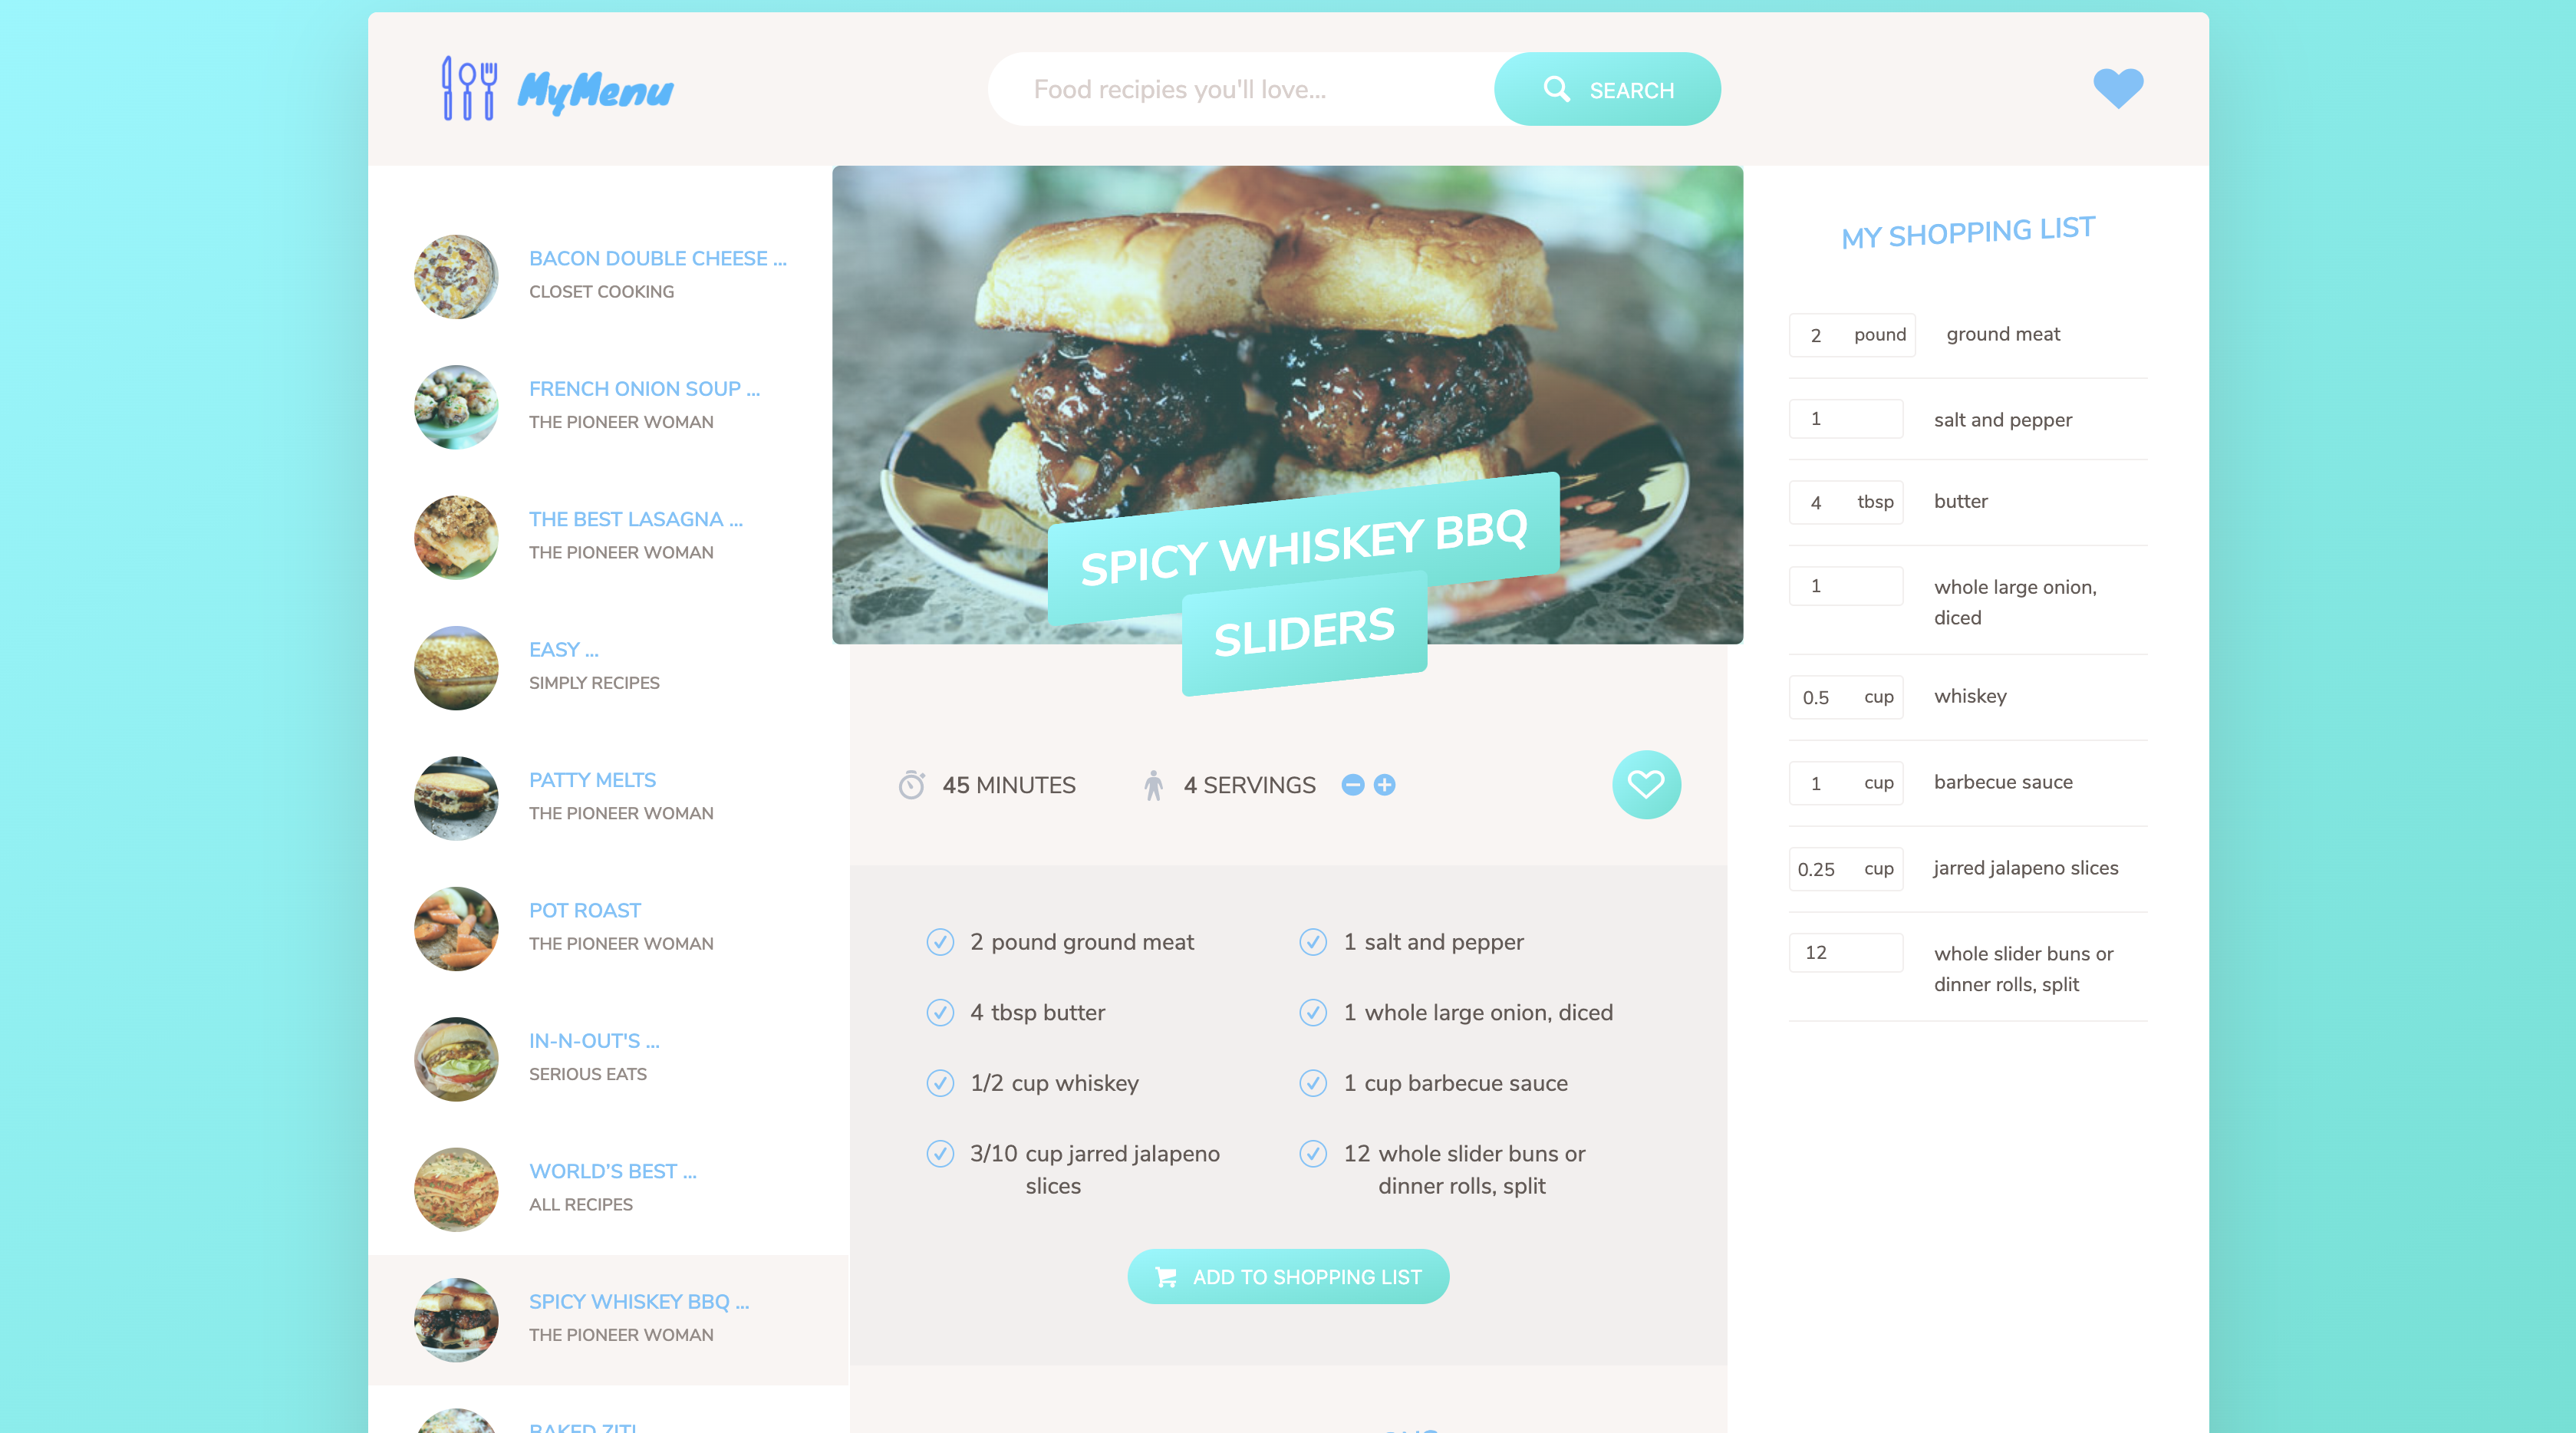 MyMenu
Food recipies you'll love...
SEARCH
BACON DOUBLE CHEESE ...
CLOSET COOKING
FRENCH ONION SOUP ...
THE PIONEER WOMAN
THE BEST LASAGNA ...
THE PIONEER WOMAN
EASY ...
SIMPLY RECIPES
PATTY MELTS
THE PIONEER WOMAN
POT ROAST
THE PIONEER WOMAN
IN-N-OUT'S ...
SERIOUS EATS
WORLD'S BEST ...
ALL RECIPES
SPICY WHISKEY BBQ ...
THE PIONEER WOMAN
BAKED ZITI
SPICY WHISKEY BBQ
SLIDERS
45 MINUTES
4 SERVINGS
2 pound ground meat
1 salt and pepper
4 tbsp butter
1 whole large onion, diced
1/2 cup whiskey
1 cup barbecue sauce
3/10 cup jarred jalapeno
slices
12 whole slider buns or
dinner rolls, split
ADD TO SHOPPING LIST
MY SHOPPING LIST
2 pound ground meat
1 salt and pepper
4 tbsp butter
1 whole large onion,
diced
0.5 cup whiskey
1 cup barbecue sauce
0.25 cup jarred jalapeno slices
12 whole slider buns or
dinner rolls, split